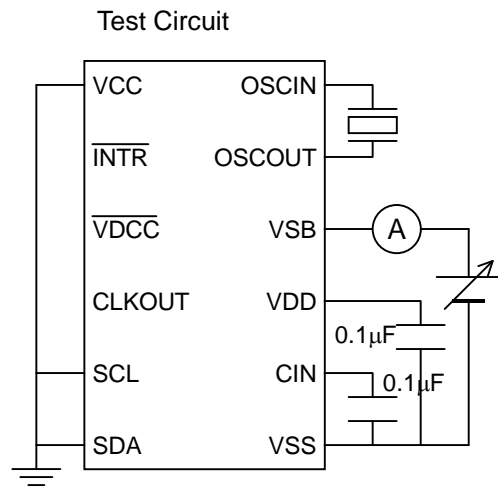 Test Circuit
VCC OSCIN
INTR OSCOUT
VDCC VSB A
CLKOUT VDD
0.1μF
SCL CIN 0.1μF
SDA VSS